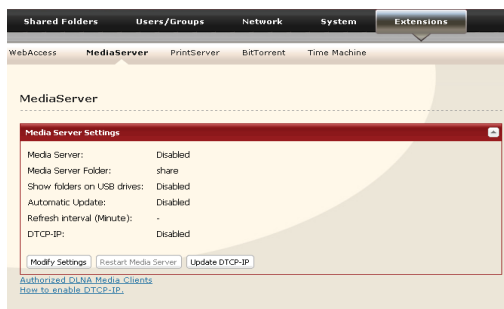 Shared Folders Users/Groups Network System Extensions
WebAccess MediaServer PrintServer BitTorrent Time Machine
MediaServer
Media Server Settings
Media Server: Disabled
Media Server Folder: share
Show folders on USB drives: Disabled
Automatic Update: Disabled
Refresh interval (Minute): -
DTCP-IP: Disabled
Modify Settings Restart Media Server Update DTCP-IP
Authorized DLNA Media Clients
How to enable DTCP-IP.